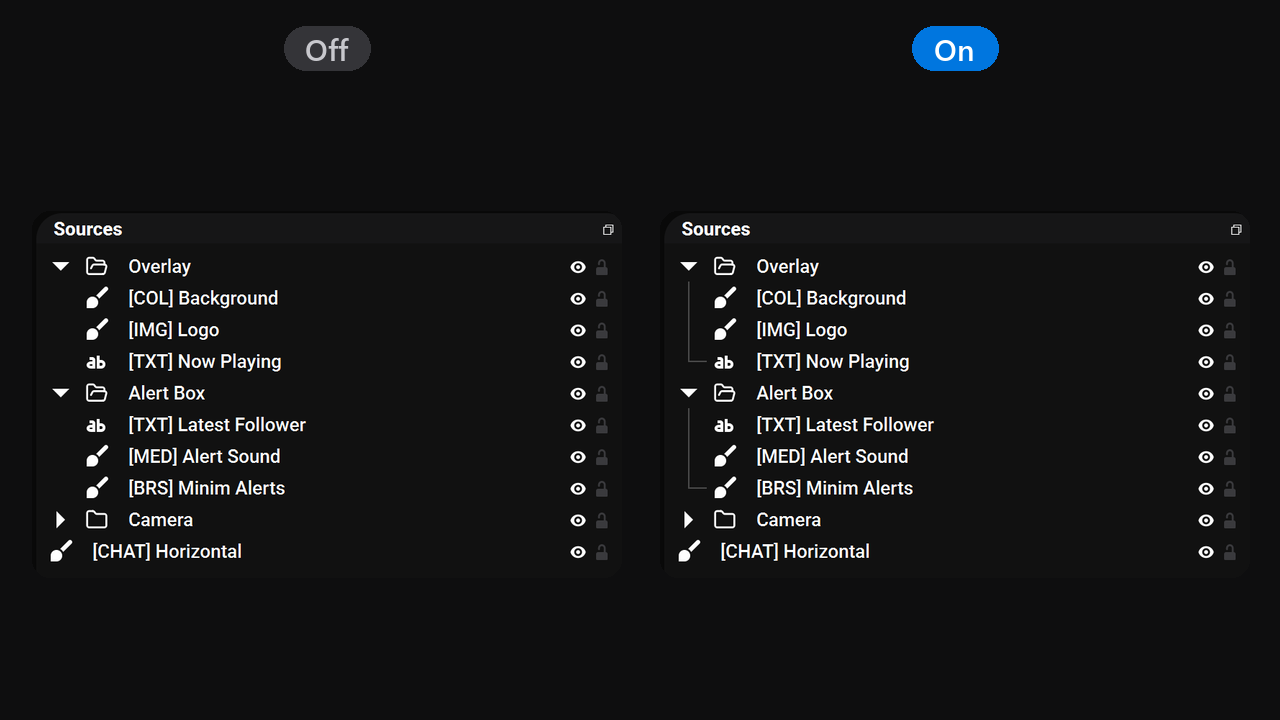 Off
On
Sources
Overlay
[COL] Background
[IMG] Logo
ab [TXT] Now Playing
Alert Box
ab [TXT] Latest Follower
[MED] Alert Sound
[BRS] Minim Alerts
Camera
[CHAT] Horizontal
Sources
Overlay
[COL] Background
[IMG] Logo
ab [TXT] Now Playing
Alert Box
ab [TXT] Latest Follower
[MED] Alert Sound
[BRS] Minim Alerts
Camera
[CHAT] Horizontal